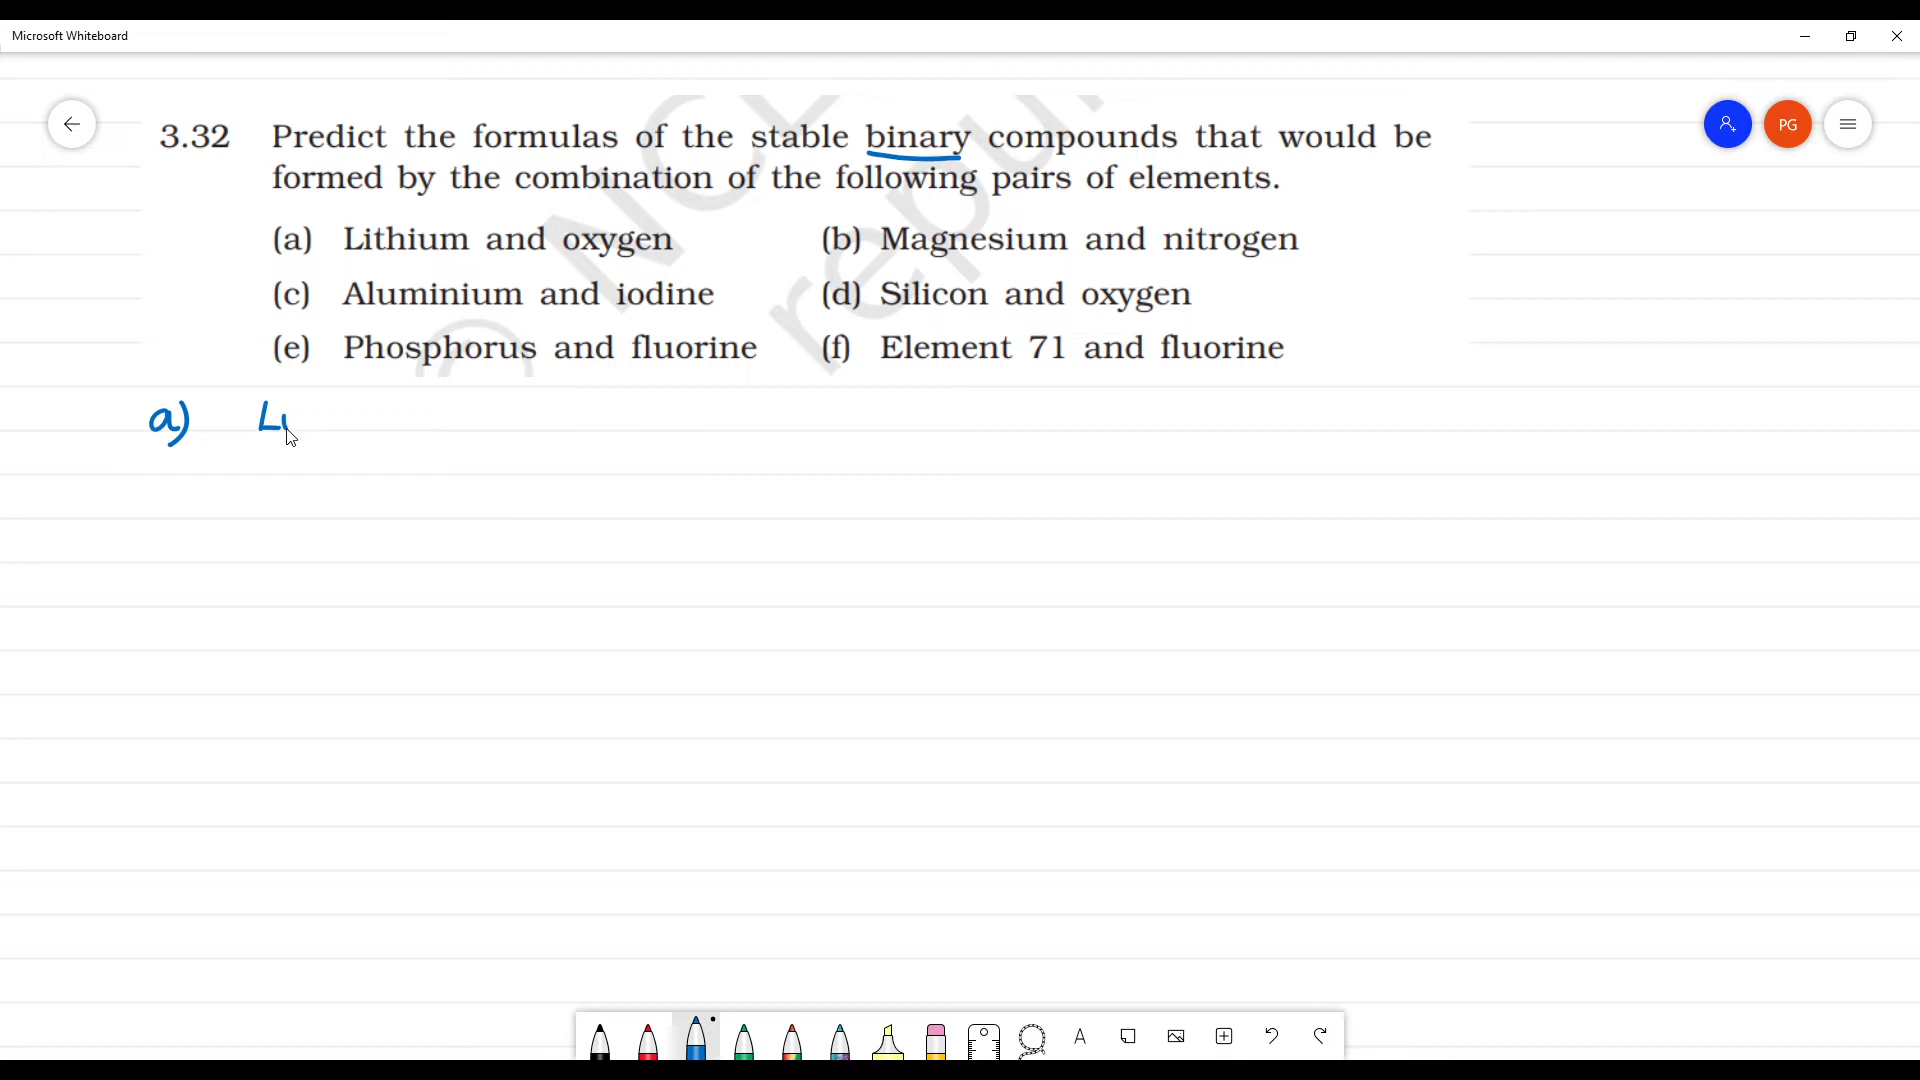 Microsoft Whiteboard
PG
3.32 Predict the formulas of the stable binary compounds that would be
formed by the combination of the following pairs of elements.
(a) Lithium and oxygen (b) Magnesium and nitrogen
(c) Aluminium and iodine (d) Silicon and oxygen
(e) Phosphorus and fluorine (f) Element 71 and fluorine
a) Lı
A